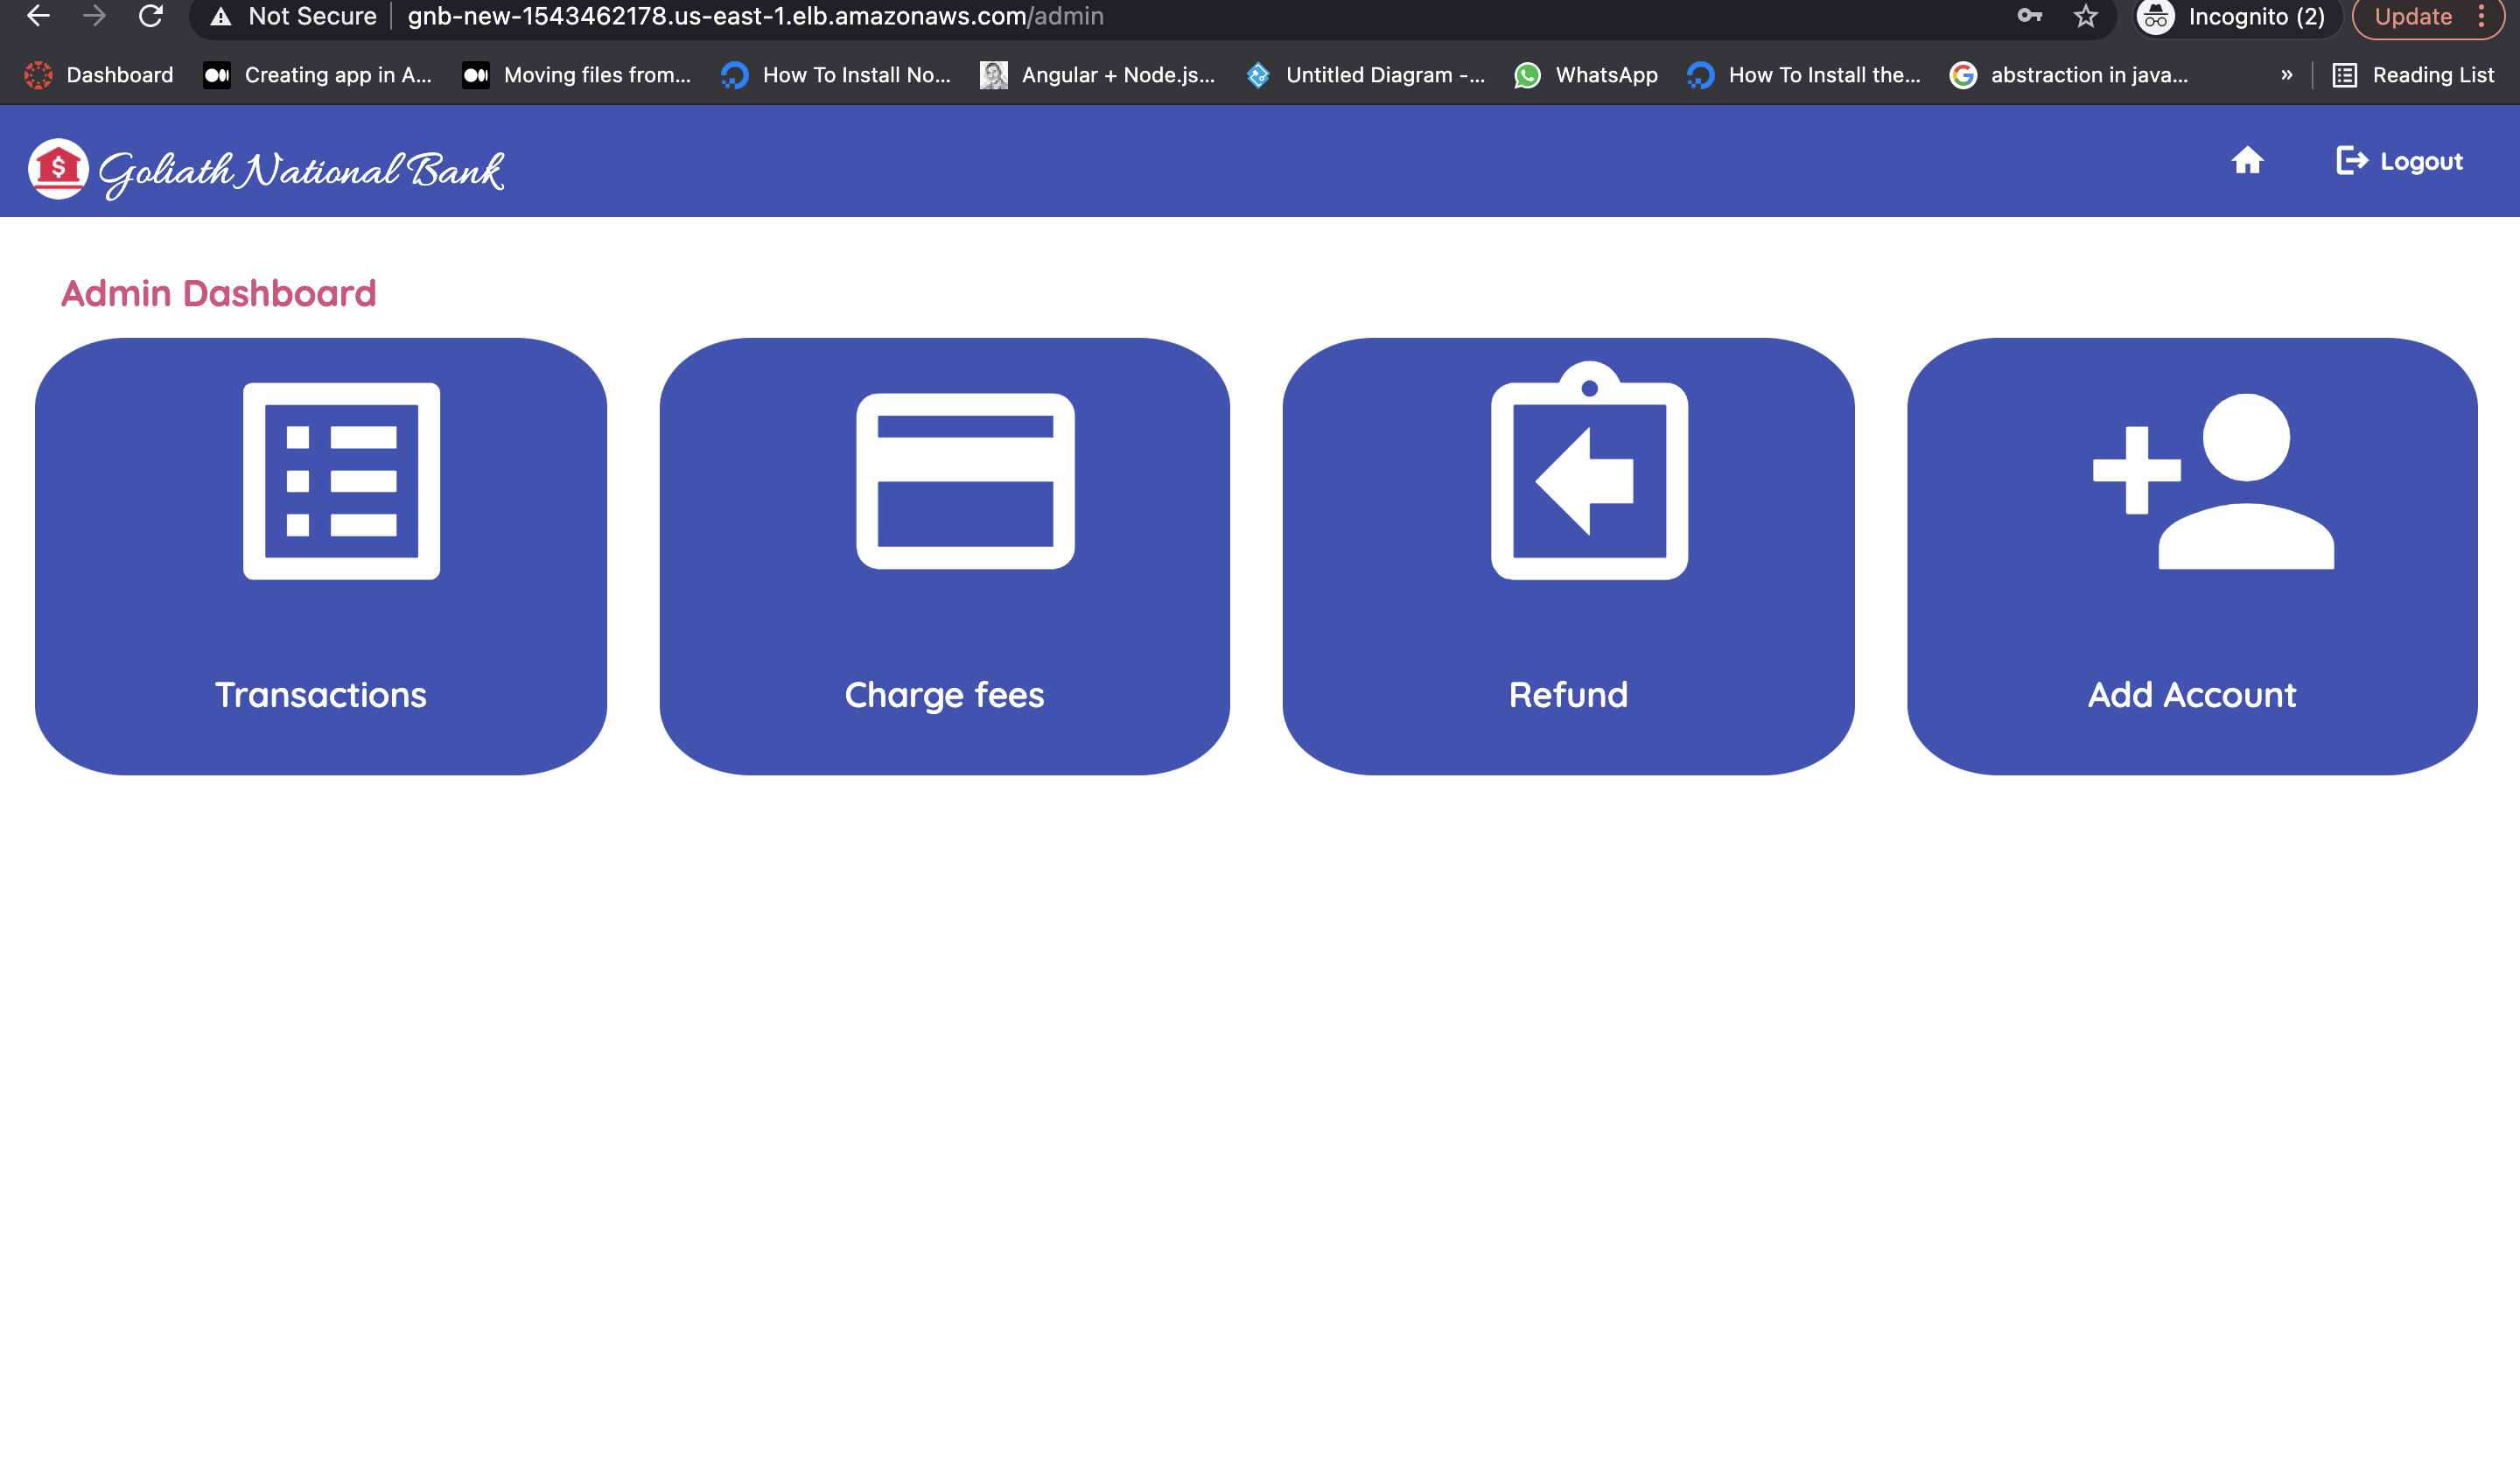 Not Secure gnb-new-1543462178.us-east-1.elb.amazonaws.com/admin Incognito (2) Update
Dashboard Creating app in A... Moving files from... How To Install No... Angular + Node.js... Untitled Diagram -... WhatsApp How To Install the... abstraction in java... » Reading List
Goliath National Bank Logout
Admin Dashboard
Transactions Charge fees Refund Add Account